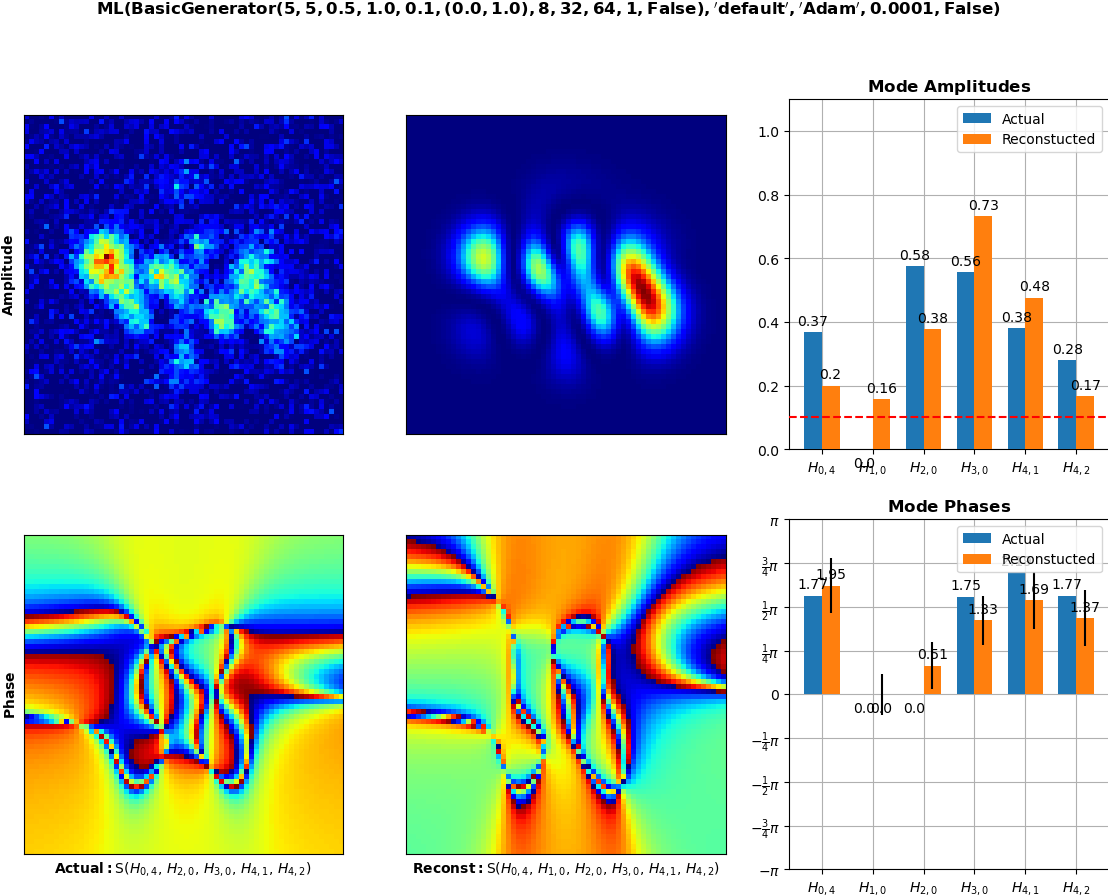 ML(BasicGenerator(5, 5, 0.5, 1.0, 0.1, (0.0, 1.0), 8, 32, 64, 1, False), 'default', 'Adam', 0.0001, False)
Amplitude
Mode Amplitudes
Actual
Reconstucted
1.0
0.8
0.6
0.4
0.2
0.0
0.37
0.2
0.0
0.16
0.58
0.38
0.56
0.73
0.38
0.48
0.28
0.17
H0,4 H1,0 H2,0 H3,0 H4,1 H4,2
Phase
Actual: S(H0,4, H2,0, H3,0, H4,1, H4,2)
Reconst: S(H0,4, H1,0, H2,0, H3,0, H4,1, H4,2)
Mode Phases
Actual
Reconstucted
π
3/4π
1/2π
1/4π
0
−1/4π
−1/2π
−3/4π
−π
1.77
1.95
0.0
0.0
0.0
0.51
1.75
1.33
1.69
1.77
1.37
H0,4 H1,0 H2,0 H3,0 H4,1 H4,2